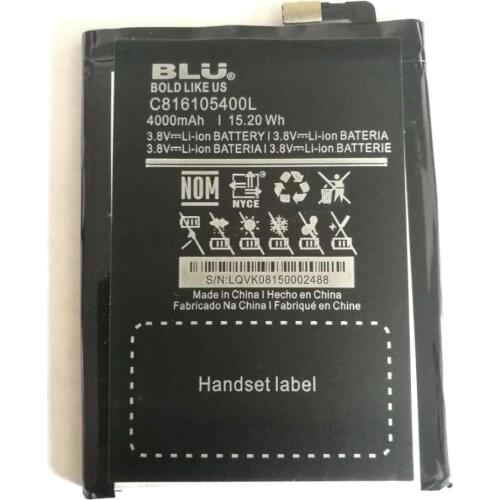 BLU®
BOLD LIKE US
C816105400L
4000mAh I 15.20 Wh
3.8V⎓Li-ion BATTERY I 3.8V⎓Li-ion BATERIA
3.8V⎓Li-ion BATERIA I 3.8V⎓Li-ion BATTERIE
NOM
NYCE
S/N:LQVK08150002488
Made in China I Hecho en China
Fabricado Na China I Fabriqué en Chine
Handset label